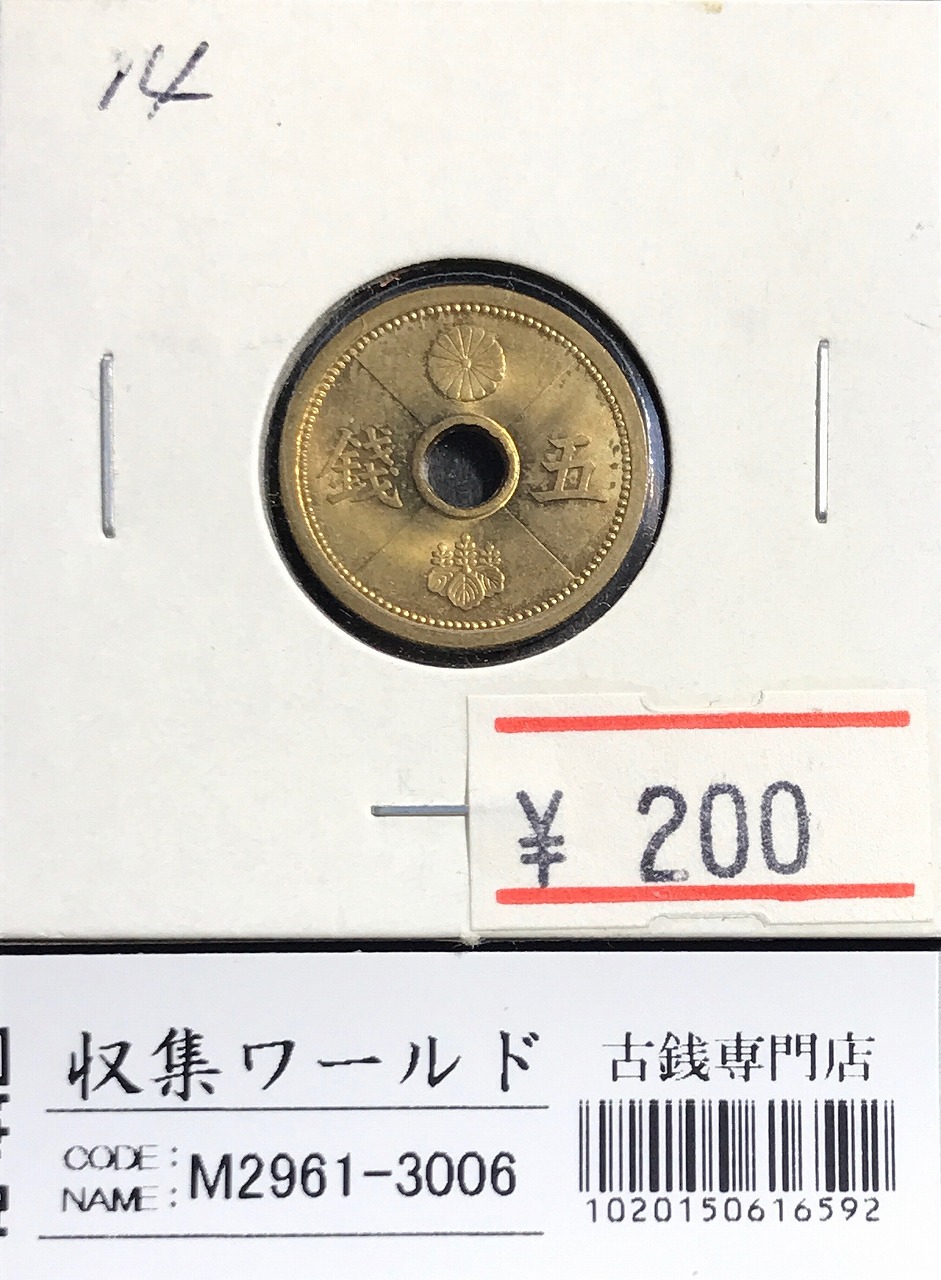 14
五
銭
¥ 200
収集ワールド
古銭専門店
CODE:
NAME:
M2961-3006
1020150616592